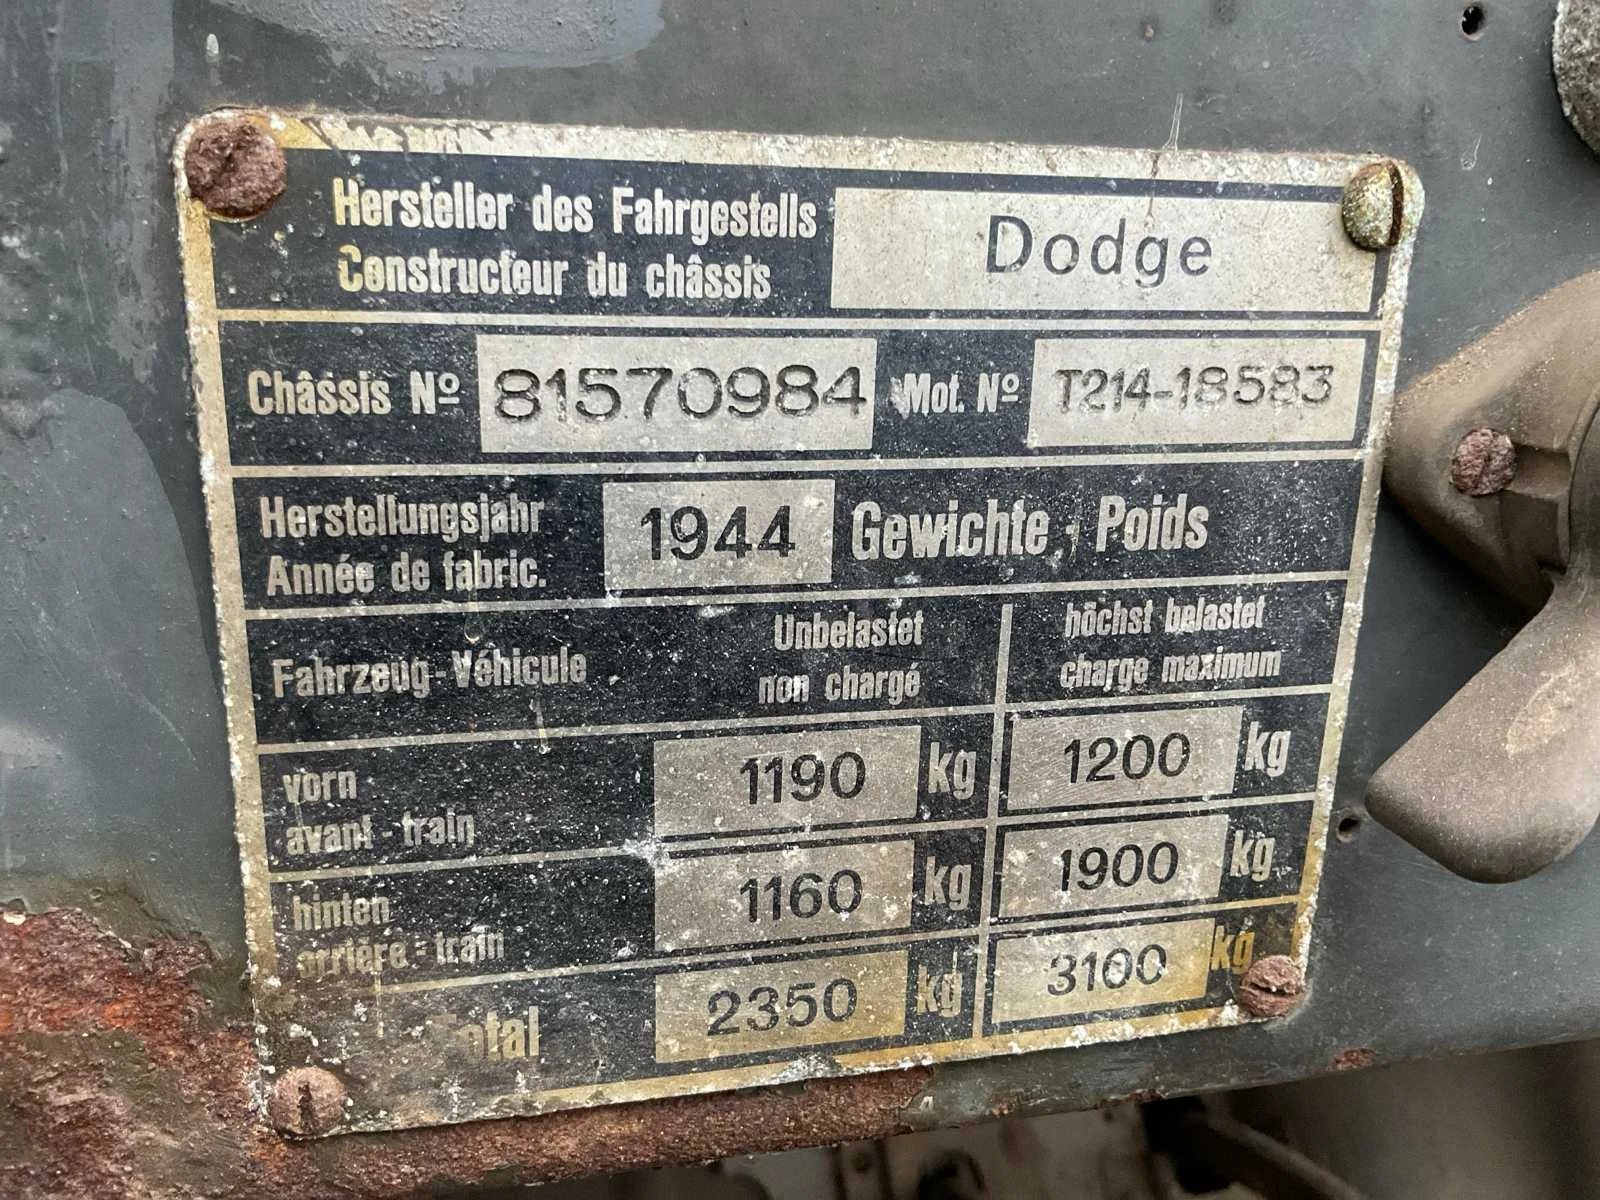 Hersteller des Fahrgestells
Constructeur du châssis
Dodge
Châssis Nº 81570984 Mot. Nº T214-18583
Herstellungsjahr
Année de fabric.
1944
Gewichte - Poids
Fahrzeug-Véhicule
Unbelastet
non chargé
höchst belastet
charge maximum
vorn
avant - train
1190 kg 1200 kg
hinten
arrière - train
1160 kg 1900 kg
Total 2350 kg 3100 kg